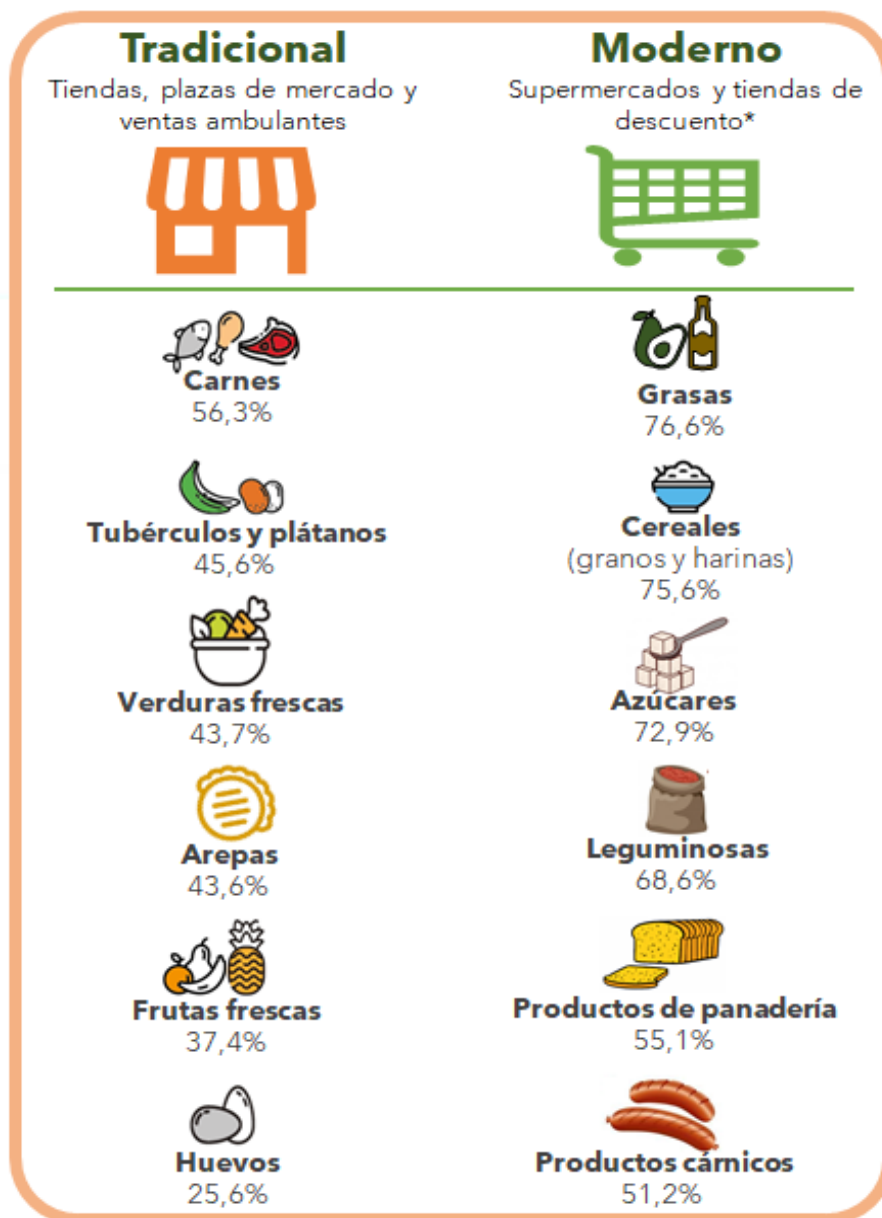 Tradicional
Tiendas, plazas de mercado y
ventas ambulantes
Carnes
56,3%
Tubérculos y plátanos
45,6%
Verduras frescas
43,7%
Arepas
43,6%
Frutas frescas
37,4%
Huevos
25,6%
Moderno
Supermercados y tiendas de
descuento*
Grasas
76,6%
Cereales
(granos y harinas)
75,6%
Azúcares
72,9%
Leguminosas
68,6%
Productos de panadería
55,1%
Productos cárnicos
51,2%